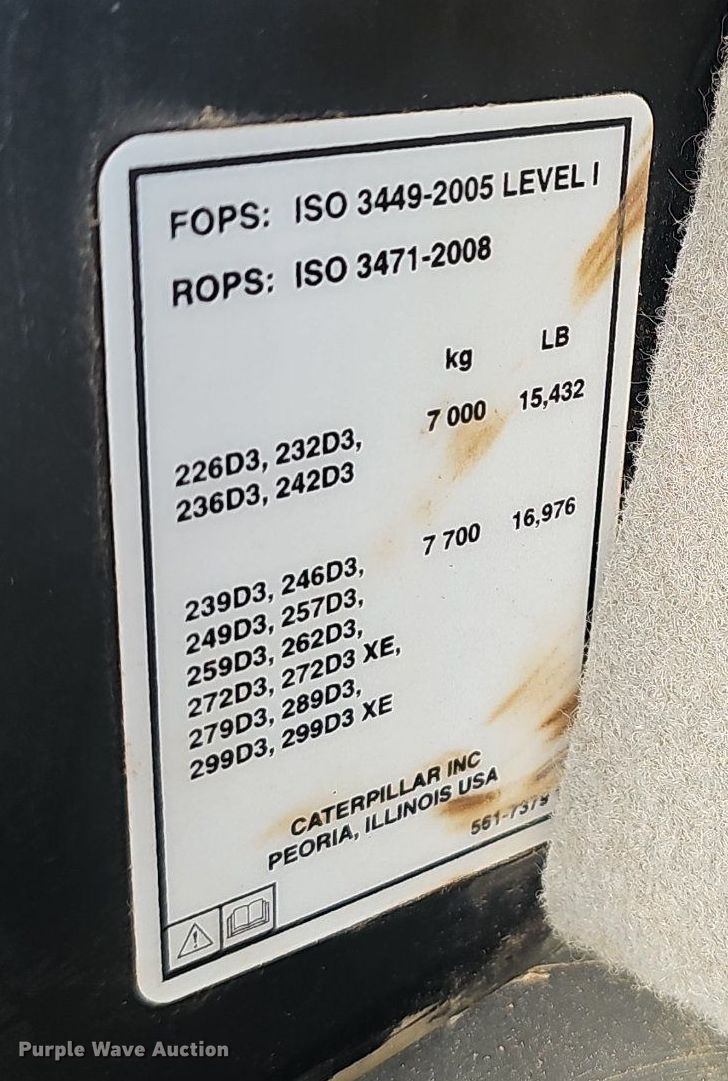 FOPS: ISO 3449-2005 LEVEL I
ROPS: ISO 3471-2008
kg LB
226D3, 232D3, 7 000 15,432
236D3, 242D3
239D3, 246D3, 7 700 16,976
249D3, 257D3,
259D3, 262D3,
272D3, 272D3 XE,
279D3, 289D3,
299D3, 299D3 XE
CATERPILLAR INC
PEORIA, ILLINOIS USA
561-7379
Purple Wave Auction